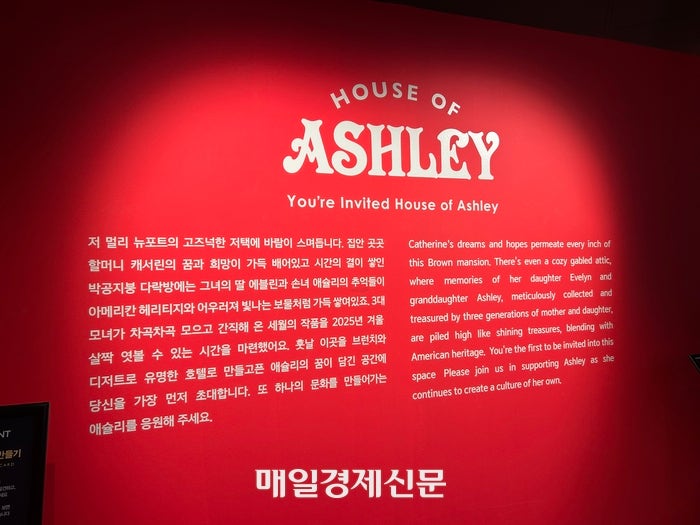 HOUSE OF
ASHLEY
You're Invited House of Ashley
저 멀리 뉴포트의 고즈넉한 저택에 바람이 스며듭니다. 집안 곳곳
할머니 캐서린의 꿈과 희망이 가득 배어있고 시간의 결이 쌓인
박공지붕 다락방에는 그녀의 딸 에블린과 손녀 애슐리의 추억들이
아메리칸 헤리티지와 어우러져 빛나는 보물처럼 가득 쌓여있죠. 3대
모녀가 차곡차곡 모으고 간직해 온 세월의 작품을 2025년 겨울
살짝 엿볼 수 있는 시간을 마련했어요. 훗날 이곳을 브런치와
디저트로 유명한 호텔로 만들고픈 애슐리의 꿈이 담긴 공간에
당신을 가장 먼저 초대합니다. 또 하나의 문화를 만들어가는
애슐리를 응원해 주세요.
Catherine's dreams and hopes permeate every inch of
this Brown mansion. There's even a cozy gabled attic,
where memories of her daughter Evelyn and
granddaughter Ashley, meticulously collected and
treasured by three generations of mother and daughter,
are piled high like shining treasures, blending with
American heritage. You're the first to be invited into this
space Please join us in supporting Ashley as she
continues to create a culture of her own.
NT
만들기
매일경제신문